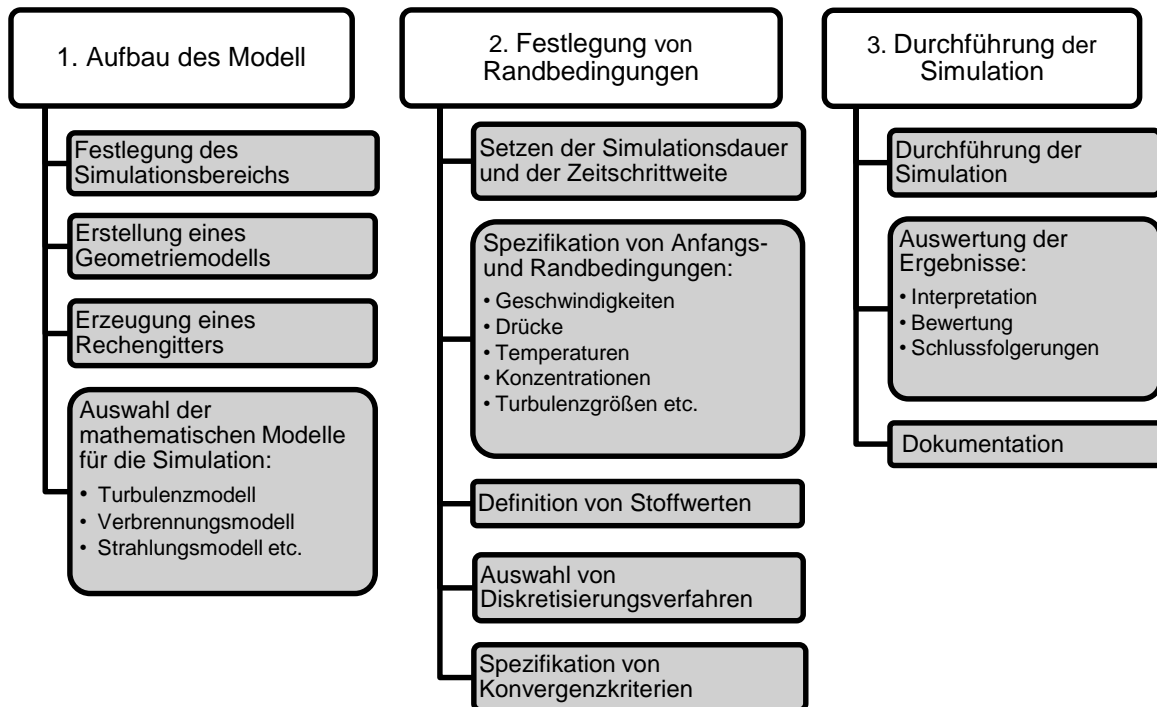 1. Aufbau des Modell
Festlegung des
Simulationsbereichs
Erstellung eines
Geometriemodells
Erzeugung eines
Rechengitters
Auswahl der
mathematischen Modelle
für die Simulation:
• Turbulenzmodell
• Verbrennungsmodell
• Strahlungsmodell etc.
2. Festlegung von
Randbedingungen
Setzen der Simulationsdauer
und der Zeitschrittweite
Spezifikation von Anfangs-
und Randbedingungen:
• Geschwindigkeiten
• Drücke
• Temperaturen
• Konzentrationen
• Turbulenzgrößen etc.
Definition von Stoffwerten
Auswahl von
Diskretisierungsverfahren
Spezifikation von
Konvergenzkriterien
3. Durchführung der
Simulation
Durchführung der
Simulation
Auswertung der
Ergebnisse:
• Interpretation
• Bewertung
• Schlussfolgerungen
Dokumentation